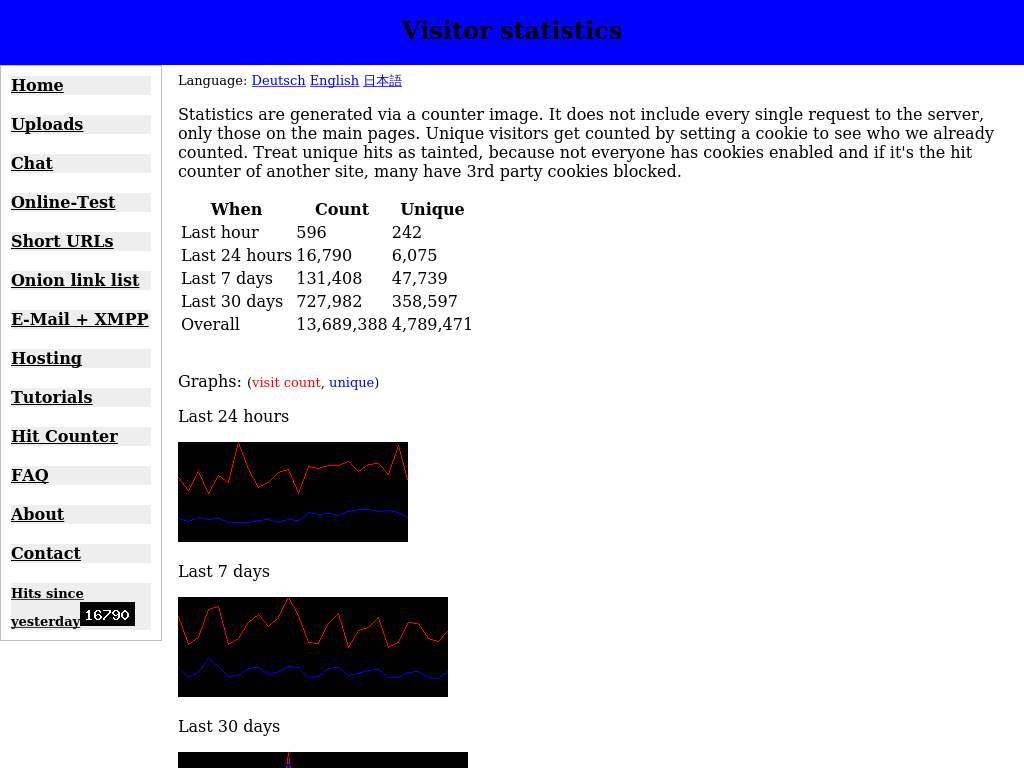 Visitor statistics
Home
Uploads
Chat
Online-Test
Short URLs
Onion link list
E-Mail + XMPP
Hosting
Tutorials
Hit Counter
FAQ
About
Contact
Hits since
yesterday 16790
Language: Deutsch English 日本語
Statistics are generated via a counter image. It does not include every single request to the server,
only those on the main pages. Unique visitors get counted by setting a cookie to see who we already
counted. Treat unique hits as tainted, because not everyone has cookies enabled and if it's the hit
counter of another site, many have 3rd party cookies blocked.
When Count Unique
Last hour 596 242
Last 24 hours 16,790 6,075
Last 7 days 131,408 47,739
Last 30 days 727,982 358,597
Overall 13,689,388 4,789,471
Graphs: (visit count, unique)
Last 24 hours
Last 7 days
Last 30 days